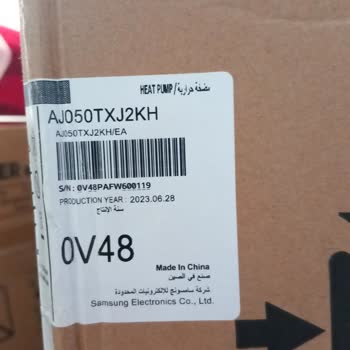 HEAT PUMP/مضخة حرارية
AJ050TXJ2KH
AJ050TXJ2KH/EA
S/N : 0V48PAFW600119
PRODUCTION YEAR : 2023.06.28
سنة الإنتاج
0V48
Made In China
صنع في الصين
شركة سامسونج للالكترونيات المحدودة
Samsung Electronics Co., Ltd.